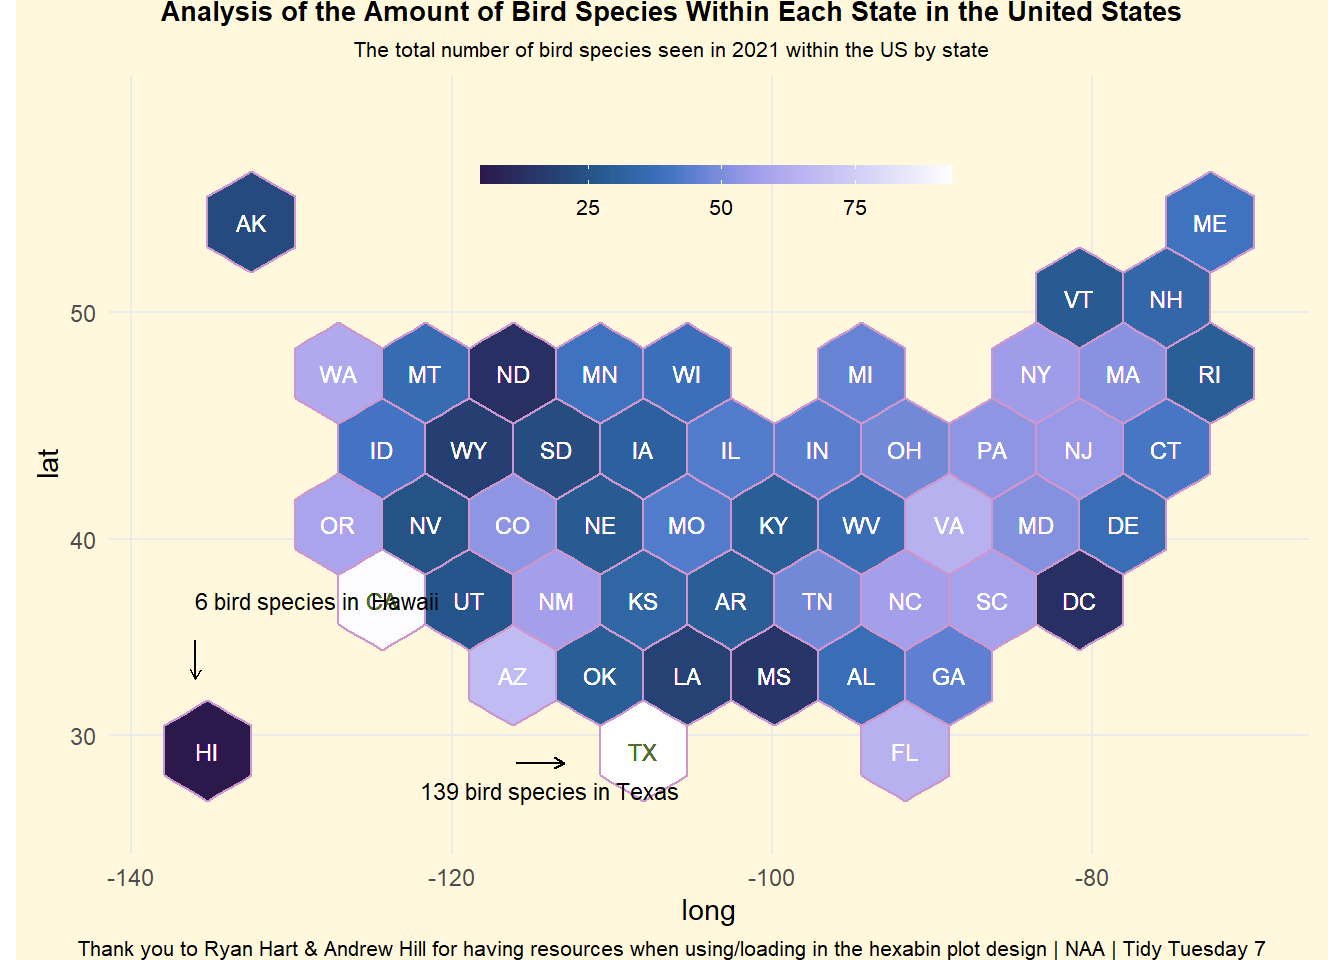 Analysis of the Amount of Bird Species Within Each State in the United States
The total number of bird species seen in 2021 within the US by state
25 50 75
AK ME
VT NH
50
WA MT ND MN WI MI NY MA RI
ID WY SD IA IL IN OH PA NJ CT
lat
OR NV CO NE MO KY WV VA MD DE
40
6 bird species in Hawaii CA UT NM KS AR TN NC SC DC
AZ OK LA MS AL GA
30
HI TX FL
139 bird species in Texas
-140 -120 -100 -80
long
Thank you to Ryan Hart & Andrew Hill for having resources when using/loading in the hexabin plot design | NAA | Tidy Tuesday 7